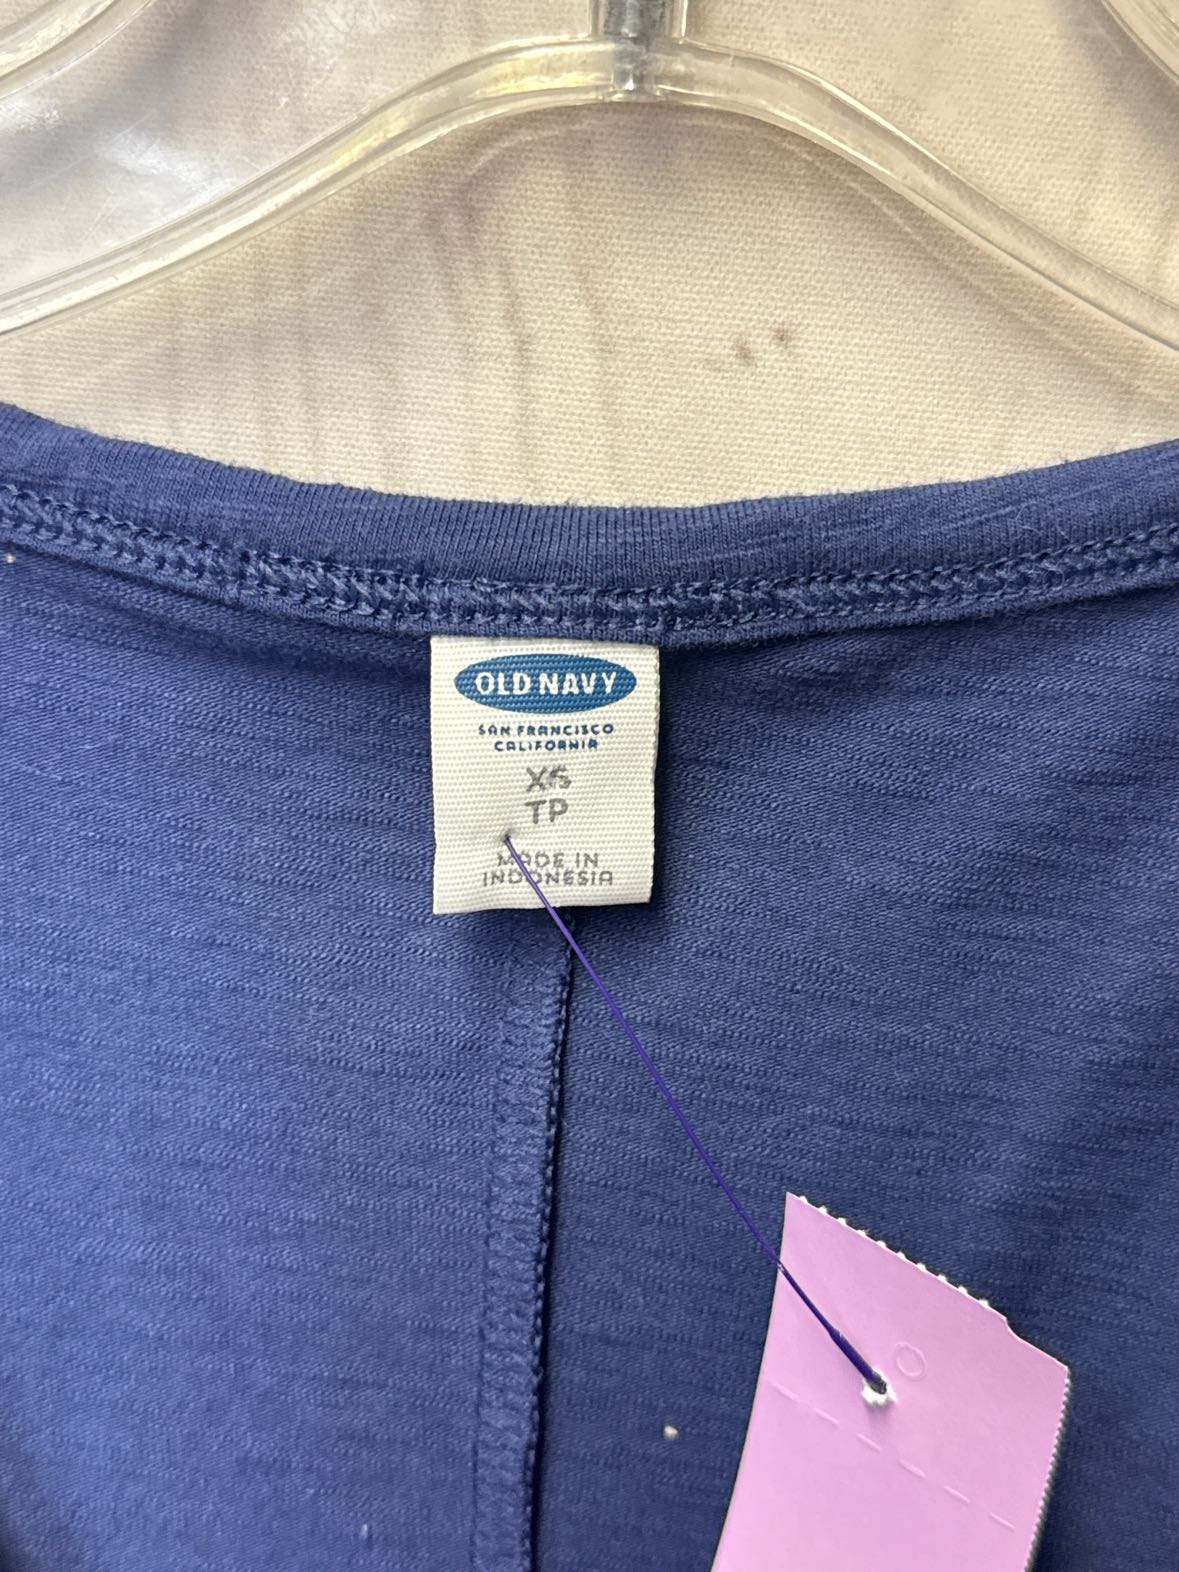 OLD NAVY
SAN FRANCISCO
CALIFORNIA
XS
TP
MADE IN
INDONESIA